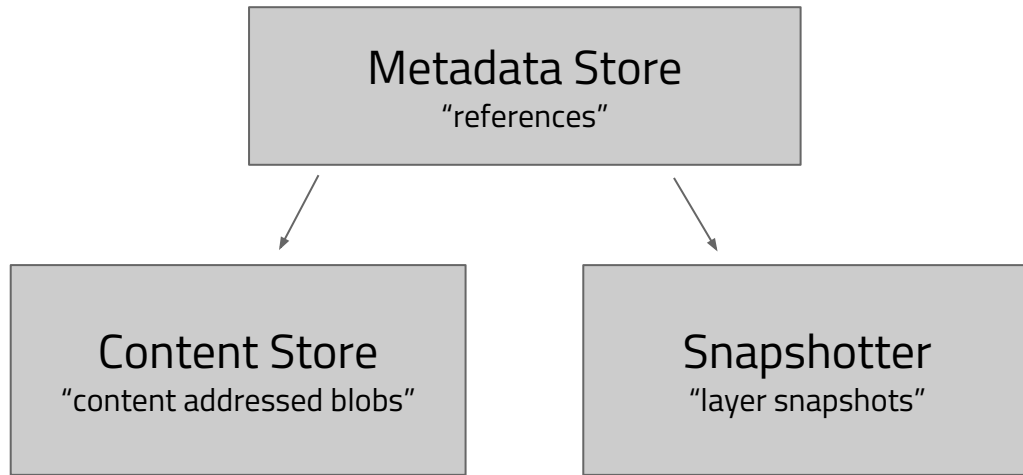 Metadata Store
“references”
Content Store
“content addressed blobs”
Snapshotter
“layer snapshots”